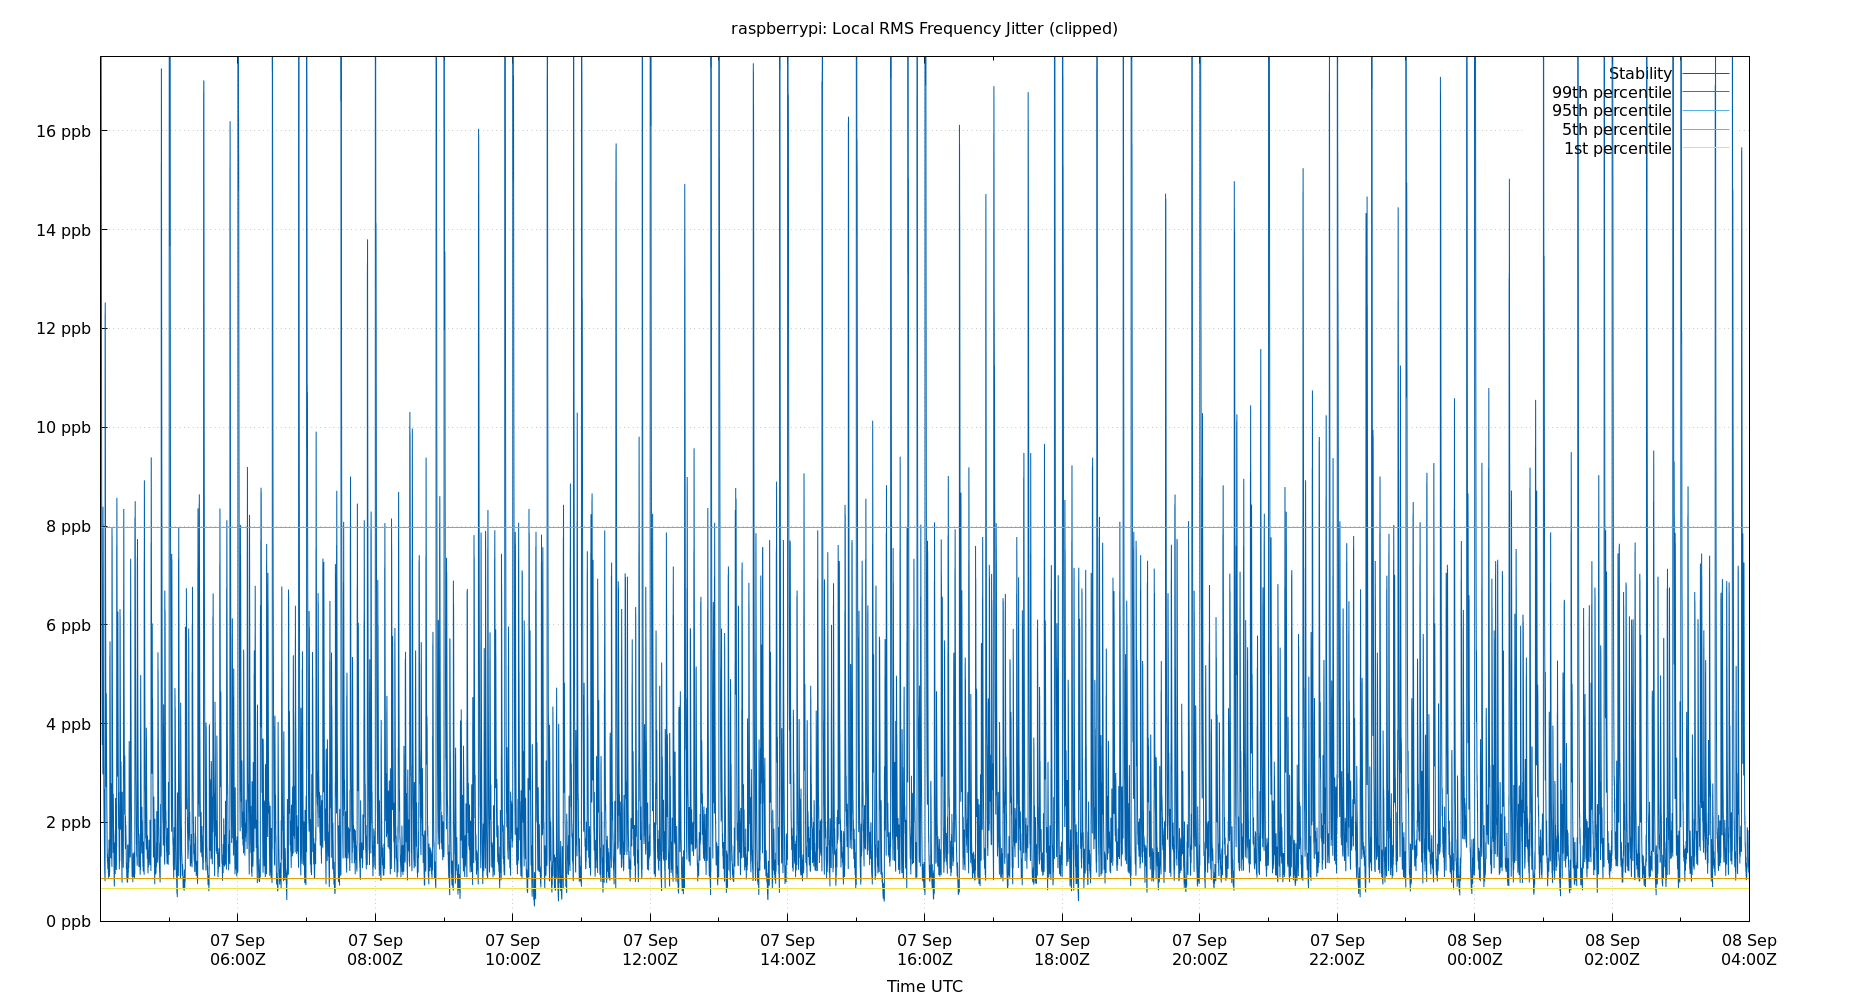 raspberrypi: Local RMS Frequency Jitter (clipped)
Stability
99th percentile
95th percentile
5th percentile
1st percentile
16 ppb
14 ppb
12 ppb
10 ppb
8 ppb
6 ppb
4 ppb
2 ppb
0 ppb
07 Sep 07 Sep 07 Sep 07 Sep 07 Sep 07 Sep 07 Sep 07 Sep 07 Sep 08 Sep 08 Sep 08 Sep
06:00Z 08:00Z 10:00Z 12:00Z 14:00Z 16:00Z 18:00Z 20:00Z 22:00Z 00:00Z 02:00Z 04:00Z
Time UTC